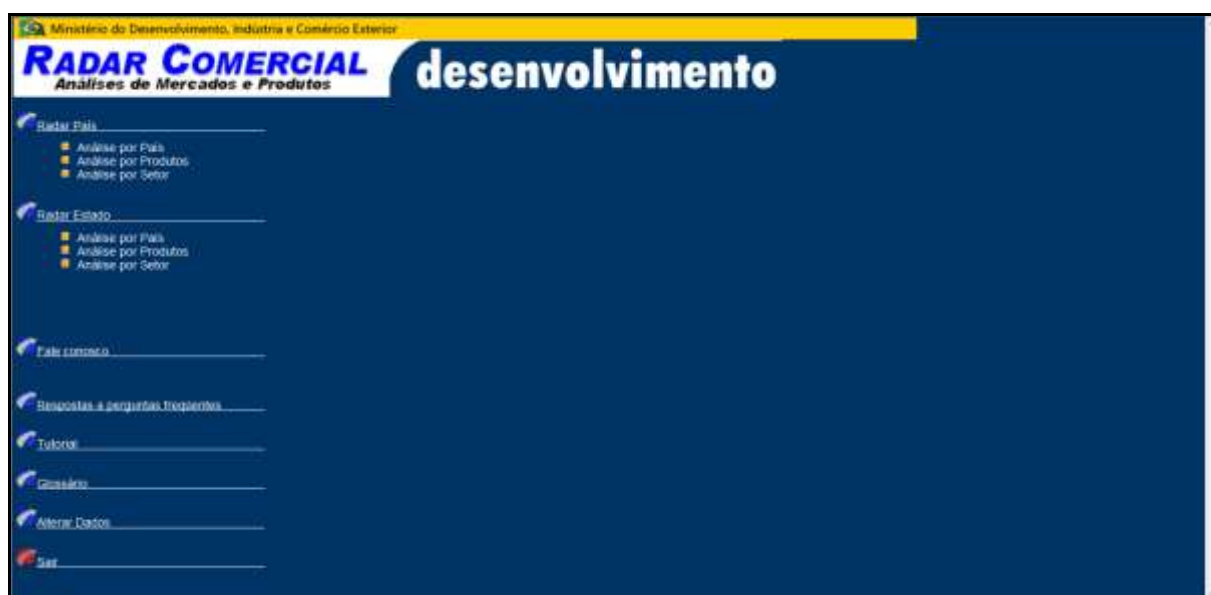 Ministério do Desenvolvimento, Indústria e Comércio Exterior
RADAR COMERCIAL
Análises de Mercados e Produtos
desenvolvimento
Radar País
Análise por País
Análise por Produtos
Análise por Setor
Radar Estado
Análise por País
Análise por Produtos
Análise por Setor
Fale conosco
Respostas a perguntas freqüentes
Tutorial
Glossário
Alterar Dados
Sair